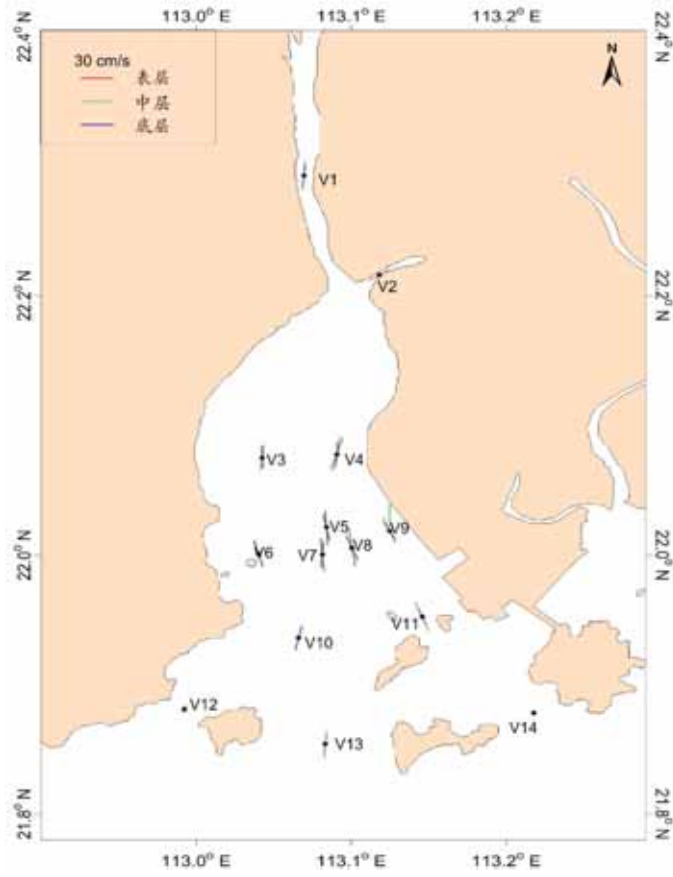 113.0° E 113.1° E 113.2° E
22.4° N
22.4° N
30 cm/s
表层
中层
底层
N
V1
V2
22.2° N
22.2° N
V3
V4
V5
V9
V6
V7
V8
22.0° N
22.0° N
V11
V10
V12
V14
V13
21.8° N
21.8° N
113.0° E 113.1° E 113.2° E